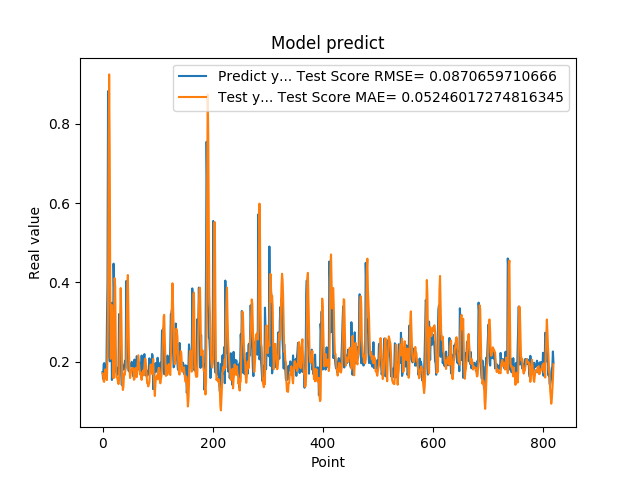 Model predict
Predict y... Test Score RMSE= 0.0870659710666
Test y... Test Score MAE= 0.05246017274816345
Real value
0.8
0.6
0.4
0.2
0 200 400 600 800
Point